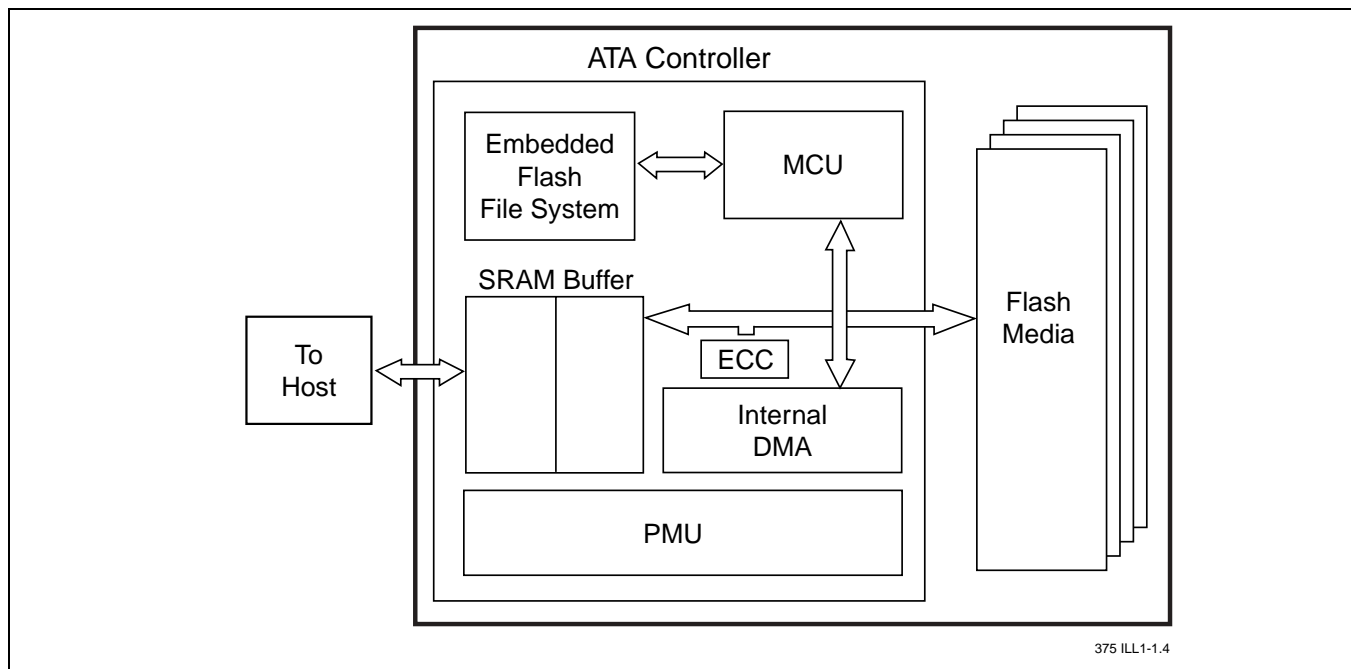 ATA Controller
Embedded
Flash
File System
MCU
SRAM Buffer
To
Host
ECC
Internal
DMA
Flash
Media
PMU
375 ILL1-1.4